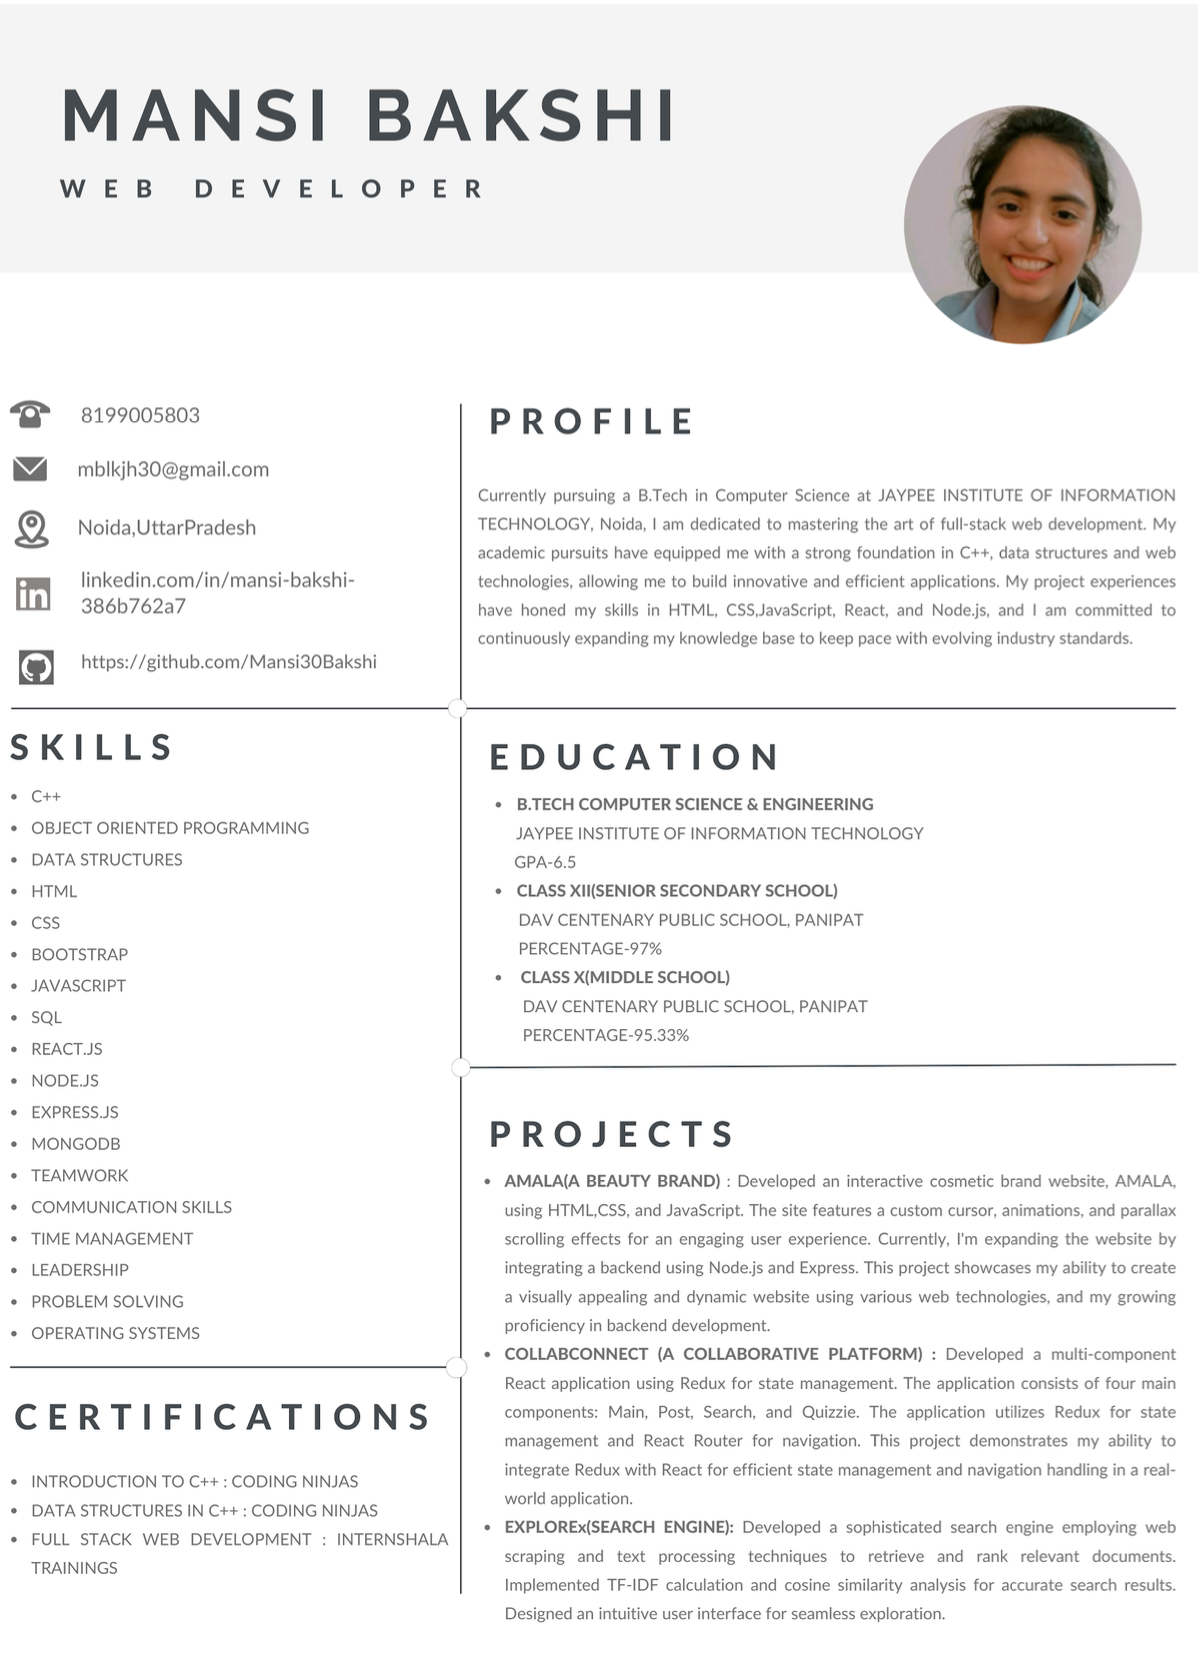 MANSI BAKSHI
WEB DEVELOPER
8199005803
mblkjh30@gmail.com
Noida,UttarPradesh
linkedin.com/in/mansi-bakshi-
386b762a7
https://github.com/Mansi30Bakshi
PROFILE
Currently pursuing a B.Tech in Computer Science at JAYPEE INSTITUTE OF INFORMATION
TECHNOLOGY, Noida, I am dedicated to mastering the art of full-stack web development. My
academic pursuits have equipped me with a strong foundation in C++, data structures and web
technologies, allowing me to build innovative and efficient applications. My project experiences
have honed my skills in HTML, CSS,JavaScript, React, and Node.js, and I am committed to
continuously expanding my knowledge base to keep pace with evolving industry standards.
SKILLS
• C++
• OBJECT ORIENTED PROGRAMMING
• DATA STRUCTURES
• HTML
• CSS
• BOOTSTRAP
• JAVASCRIPT
• SQL
• REACT.JS
• NODE.JS
• EXPRESS.JS
• MONGODB
• TEAMWORK
• COMMUNICATION SKILLS
• TIME MANAGEMENT
• LEADERSHIP
• PROBLEM SOLVING
• OPERATING SYSTEMS
CERTIFICATIONS
• INTRODUCTION TO C++ : CODING NINJAS
• DATA STRUCTURES IN C++ : CODING NINJAS
• FULL STACK WEB DEVELOPMENT : INTERNSHALA
TRAININGS
EDUCATION
• B.TECH COMPUTER SCIENCE & ENGINEERING
JAYPEE INSTITUTE OF INFORMATION TECHNOLOGY
GPA-6.5
• CLASS XII(SENIOR SECONDARY SCHOOL)
DAV CENTENARY PUBLIC SCHOOL, PANIPAT
PERCENTAGE-97%
• CLASS X(MIDDLE SCHOOL)
DAV CENTENARY PUBLIC SCHOOL, PANIPAT
PERCENTAGE-95.33%
PROJECTS
• AMALA(A BEAUTY BRAND) : Developed an interactive cosmetic brand website, AMALA,
using HTML,CSS, and JavaScript. The site features a custom cursor, animations, and parallax
scrolling effects for an engaging user experience. Currently, I'm expanding the website by
integrating a backend using Node.js and Express. This project showcases my ability to create
a visually appealing and dynamic website using various web technologies, and my growing
proficiency in backend development.
• COLLABCONNECT (A COLLABORATIVE PLATFORM) : Developed a multi-component
React application using Redux for state management. The application consists of four main
components: Main, Post, Search, and Quizzie. The application utilizes Redux for state
management and React Router for navigation. This project demonstrates my ability to
integrate Redux with React for efficient state management and navigation handling in a real-
world application.
• EXPLOREx(SEARCH ENGINE): Developed a sophisticated search engine employing web
scraping and text processing techniques to retrieve and rank relevant documents.
Implemented TF-IDF calculation and cosine similarity analysis for accurate search results.
Designed an intuitive user interface for seamless exploration.